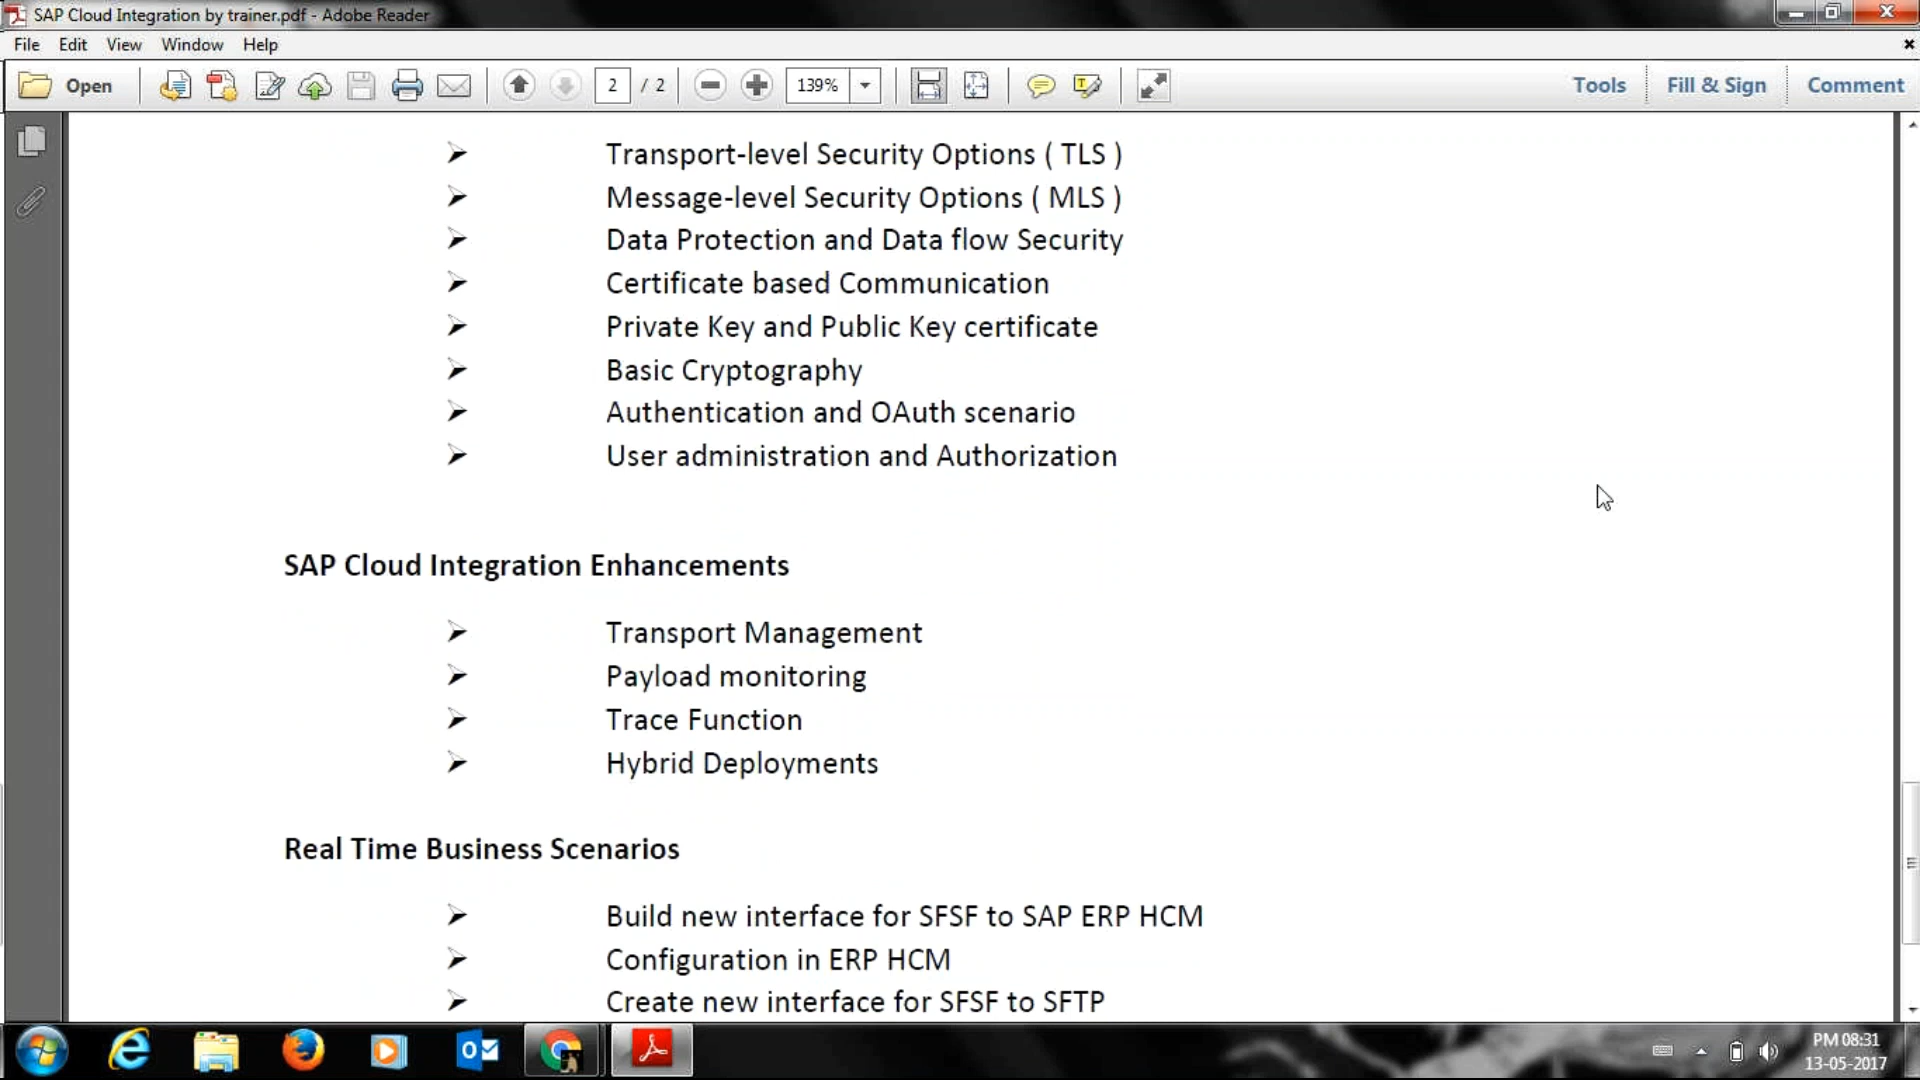 SAP Cloud Integration by trainer.pdf - Adobe Reader
File Edit View Window Help
Open 2 / 2 139% Tools Fill & Sign Comment
➢ Transport-level Security Options ( TLS )
➢ Message-level Security Options ( MLS )
➢ Data Protection and Data flow Security
➢ Certificate based Communication
➢ Private Key and Public Key certificate
➢ Basic Cryptography
➢ Authentication and OAuth scenario
➢ User administration and Authorization
SAP Cloud Integration Enhancements
➢ Transport Management
➢ Payload monitoring
➢ Trace Function
➢ Hybrid Deployments
Real Time Business Scenarios
➢ Build new interface for SFSF to SAP ERP HCM
➢ Configuration in ERP HCM
➢ Create new interface for SFSF to SFTP
PM 08:31
13-05-2017